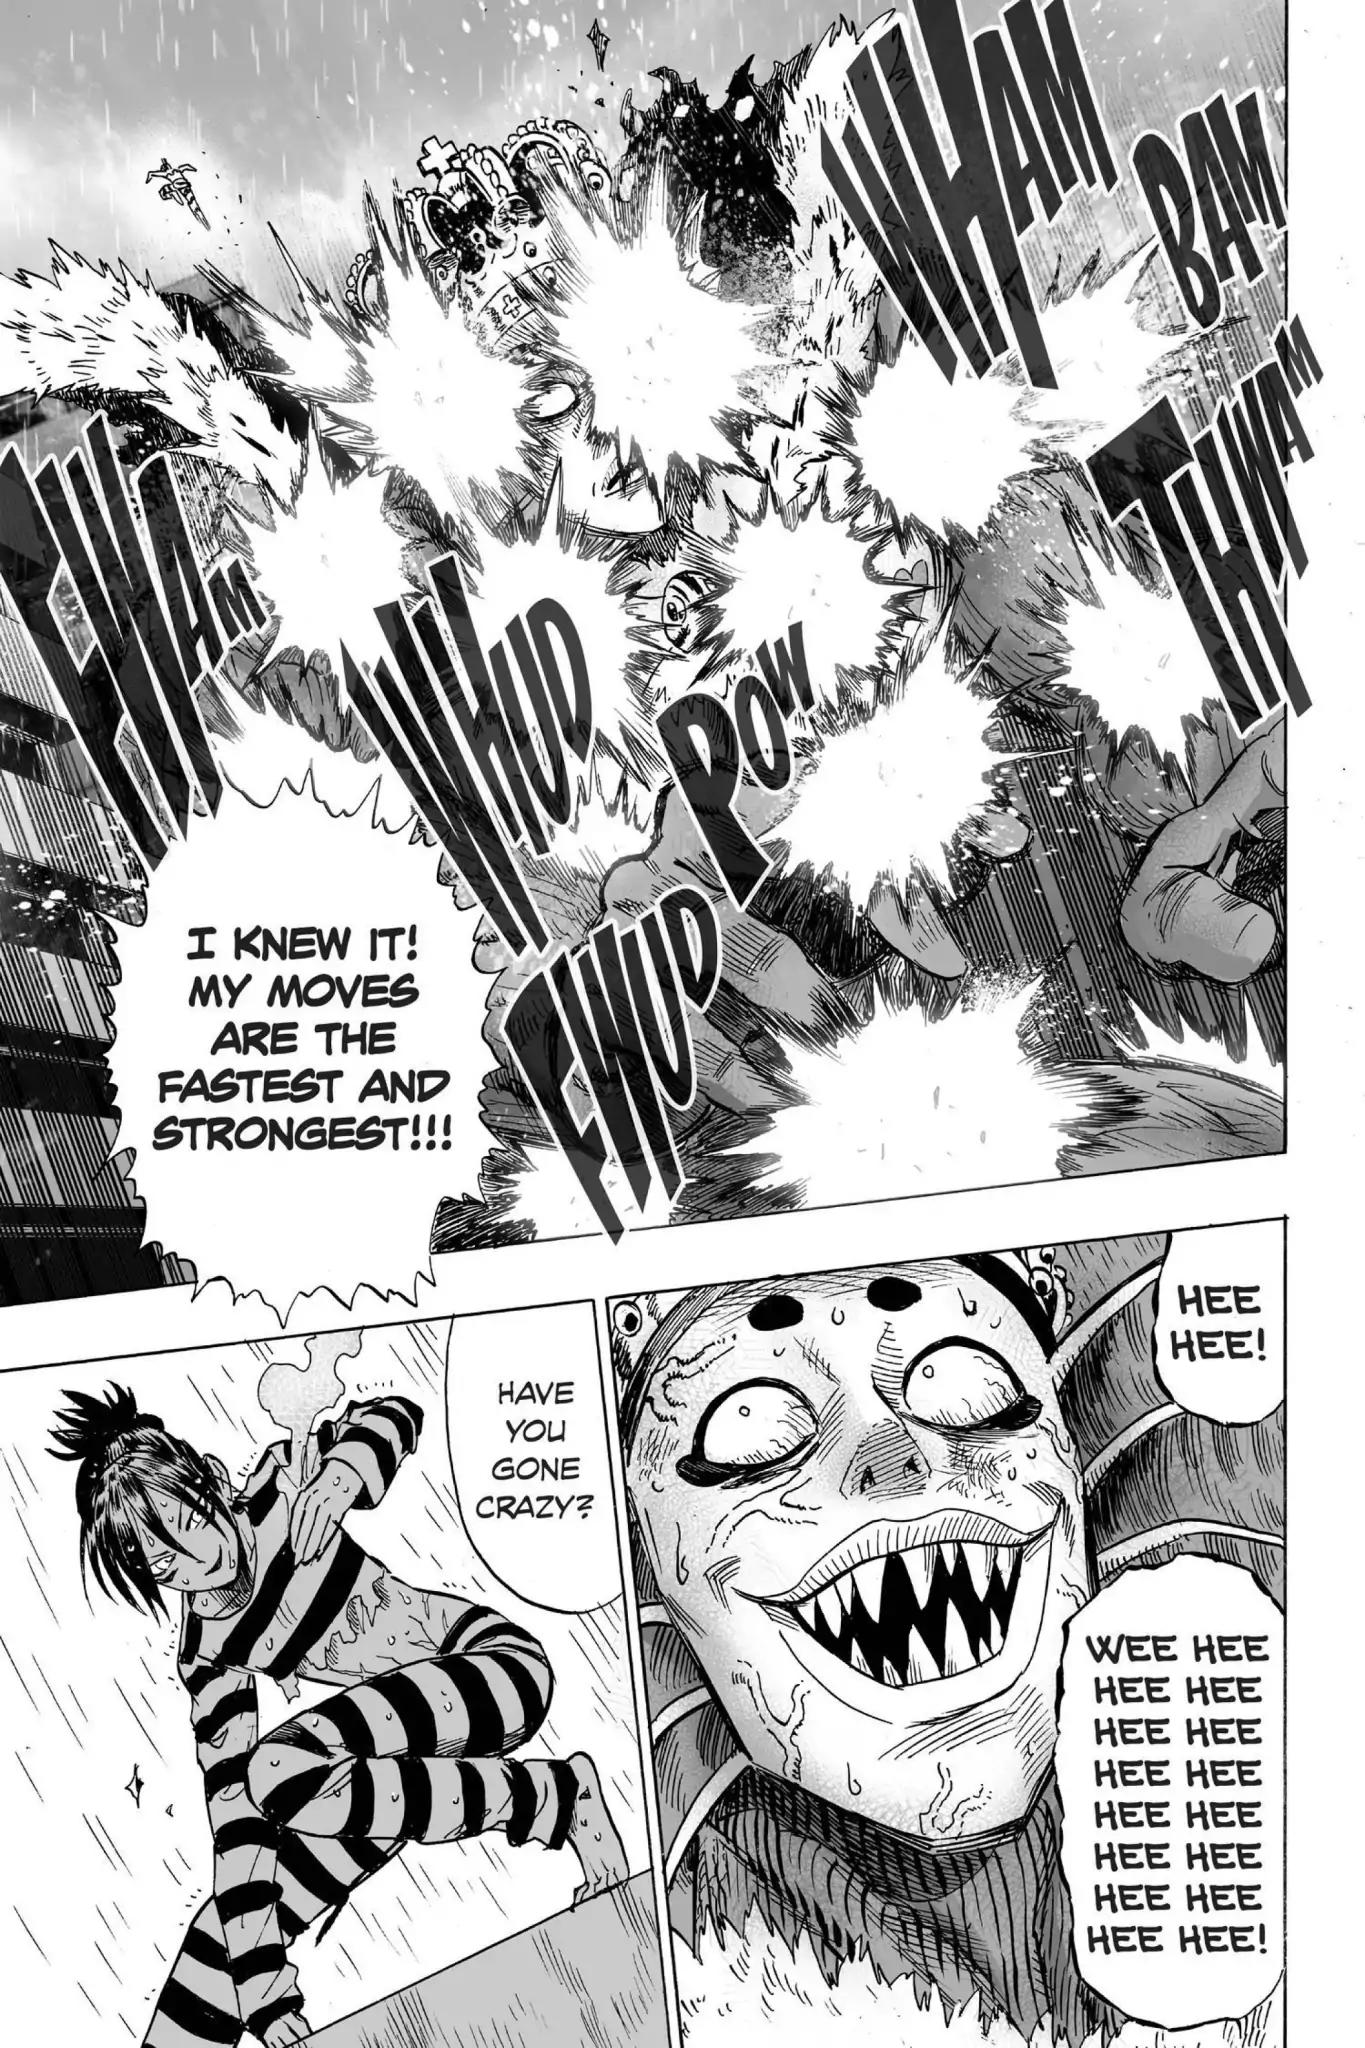 WHAM
BAM
THWAM
FWAM
WHUD
POW
FWUD
I KNEW IT!
MY MOVES
ARE THE
FASTEST AND
STRONGEST!!!
HEE
HEE!
WEE HEE
HEE HEE
HEE HEE
HEE HEE
HEE HEE
HEE HEE
HEE HEE
HEE HEE!
HAVE
YOU
GONE
CRAZY?